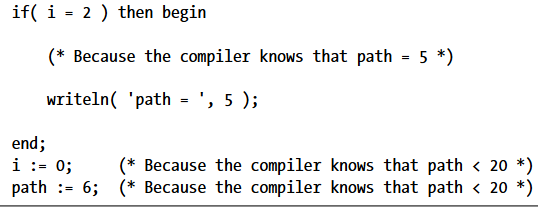 if( i = 2 ) then begin
(* Because the compiler knows that path = 5 *)
writeln( 'path = ', 5 );
end;
i := 0; (* Because the compiler knows that path < 20 *)
path := 6; (* Because the compiler knows that path < 20 *)